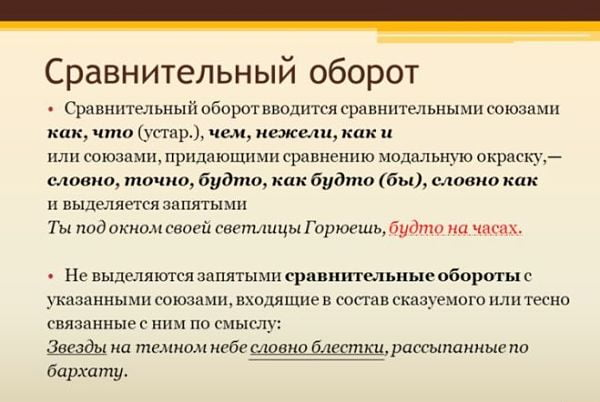 Сравнительный оборот
• Сравнительный оборот вводится сравнительными союзами
как, что (устар.), чем, нежели, как и
или союзами, придающими сравнению модальную окраску,—
словно, точно, будто, как будто (бы), словно как
и выделяется запятыми
Ты под окном своей светлицы Горюешь, будто на часах.
• Не выделяются запятыми сравнительные обороты с
указанными союзами, входящие в состав сказуемого или тесно
связанные с ним по смыслу:
Звезды на темном небе словно блестки, рассыпанные по
бархату.